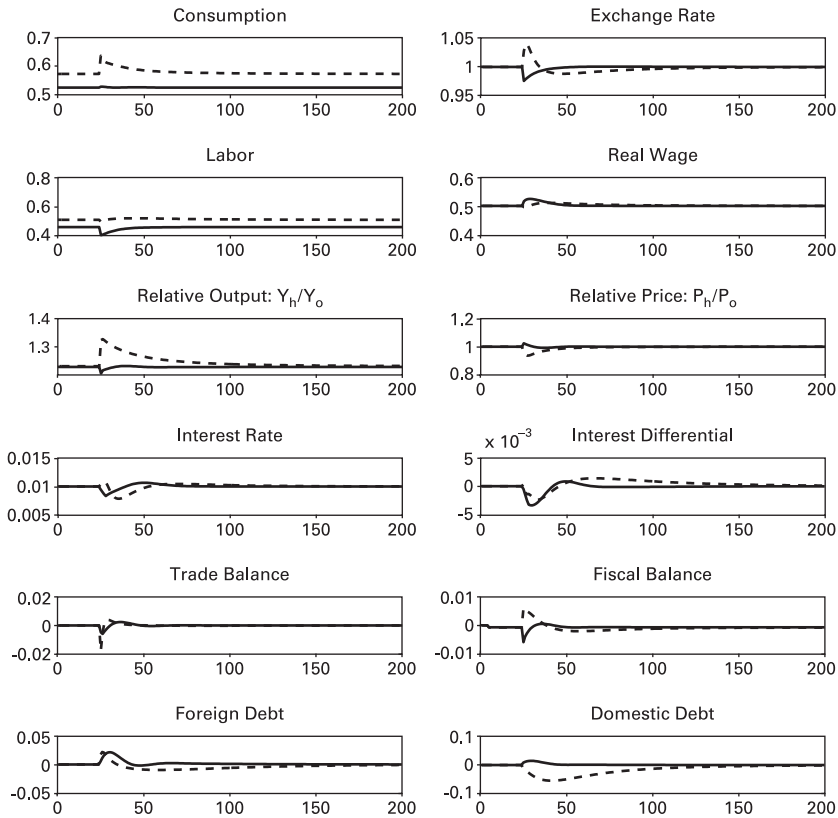 Consumption
0.7
0.6
0.5
0 50 100 150 200
Exchange Rate
1.05
1
0.95
0 50 100 150 200
Labor
0.8
0.6
0.4
0 50 100 150 200
Real Wage
0.6
0.5
0.4
0 50 100 150 200
Relative Output: Yh/Yo
1.4
1.3
0 50 100 150 200
Relative Price: Ph/Po
1.2
1
0.8
0 50 100 150 200
Interest Rate
0.015
0.010
0.005
0 50 100 150 200
x 10⁻³ Interest Differential
5
0
-5
0 50 100 150 200
Trade Balance
0.02
0
-0.02
0 50 100 150 200
Fiscal Balance
0.01
0
-0.01
0 50 100 150 200
Foreign Debt
0.05
0
-0.05
0 50 100 150 200
Domestic Debt
0.1
0
-0.1
0 50 100 150 200